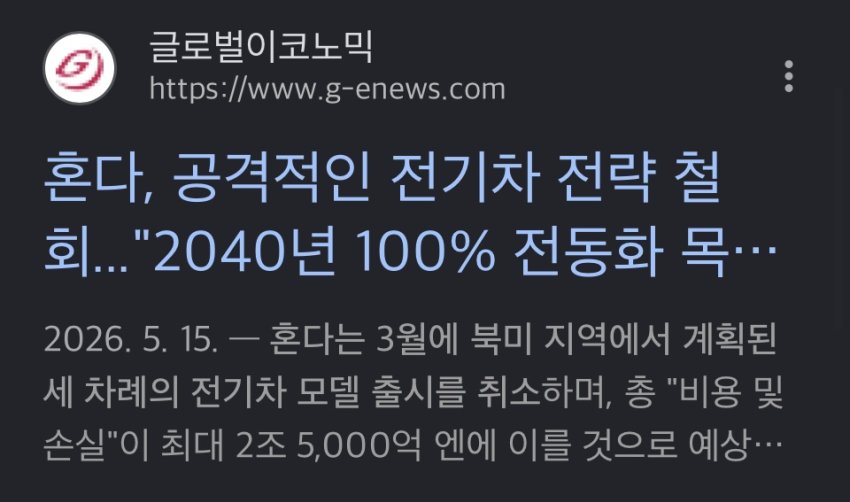 글로벌이코노믹
https://www.g-enews.com
혼다, 공격적인 전기차 전략 철
회..."2040년 100% 전동화 목…
2026. 5. 15. — 혼다는 3월에 북미 지역에서 계획된
세 차례의 전기차 모델 출시를 취소하며, 총 "비용 및
손실"이 최대 2조 5,000억 엔에 이를 것으로 예상…